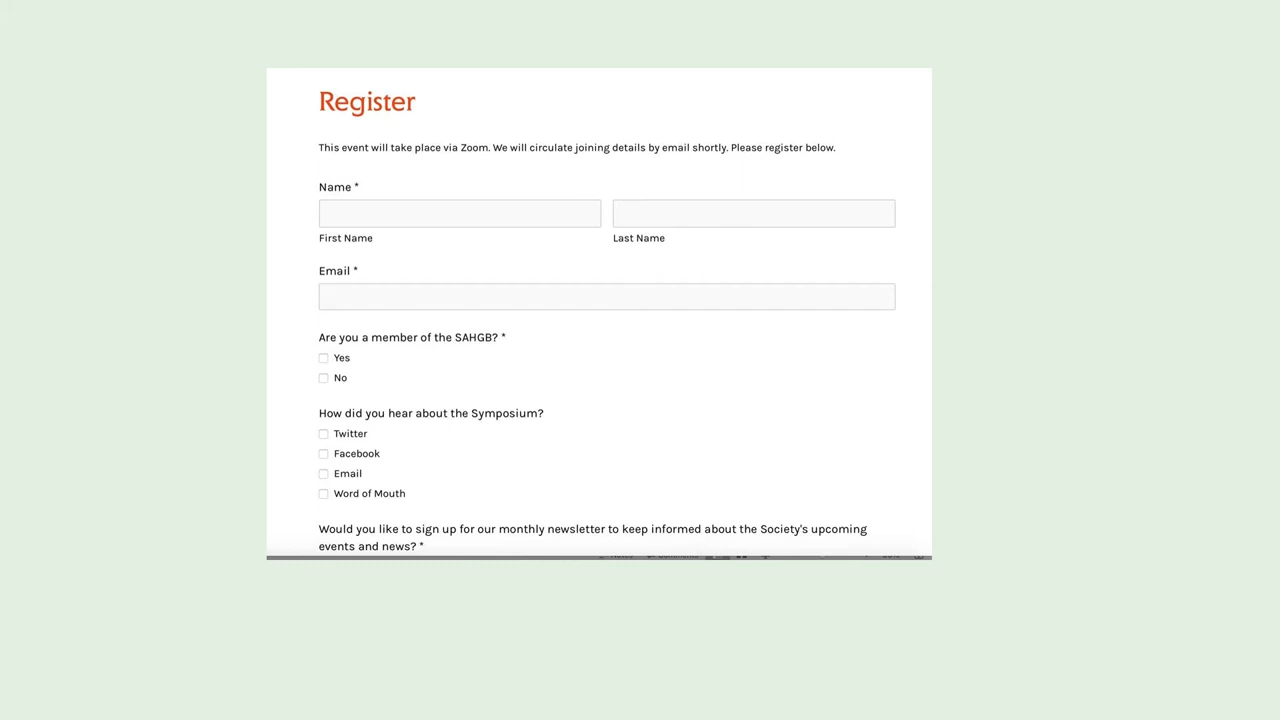 Register
This event will take place via Zoom. We will circulate joining details by email shortly. Please register below.
Name *
First Name
Last Name
Email *
Are you a member of the SAHGB? *
Yes
No
How did you hear about the Symposium?
Twitter
Facebook
Email
Word of Mouth
Would you like to sign up for our monthly newsletter to keep informed about the Society's upcoming
events and news? *